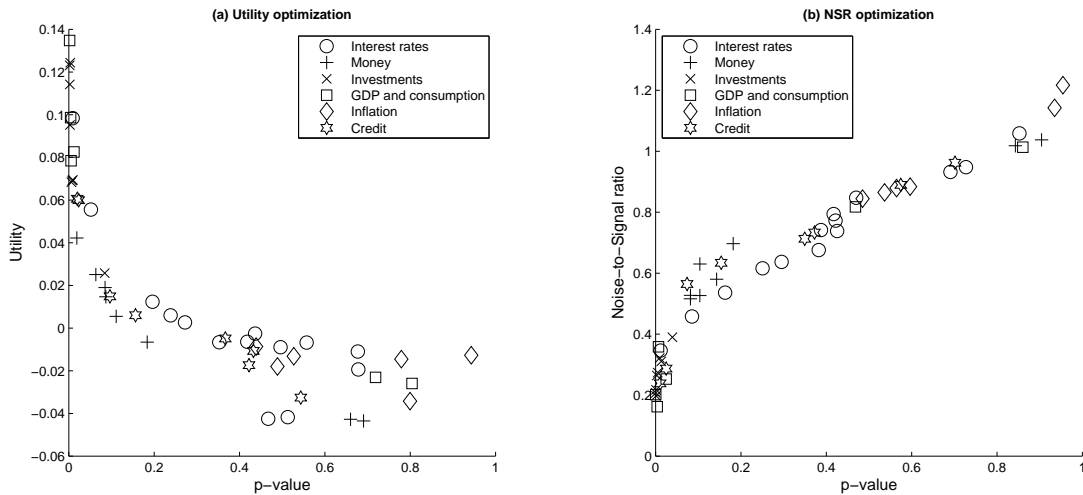 (a) Utility optimization
0.14
0.12
0.10
0.08
0.06
0.04
0.02
0
−0.02
−0.04
−0.06
Utility
0
0.2
0.4
0.6
0.8
1
p−value
Interest rates
Money
Investments
GDP and consumption
Inflation
Credit
(b) NSR optimization
1.4
1.2
1.0
0.8
0.6
0.4
0.2
0
Noise−to−Signal ratio
0
0.2
0.4
0.6
0.8
1
p−value
Interest rates
Money
Investments
GDP and consumption
Inflation
Credit